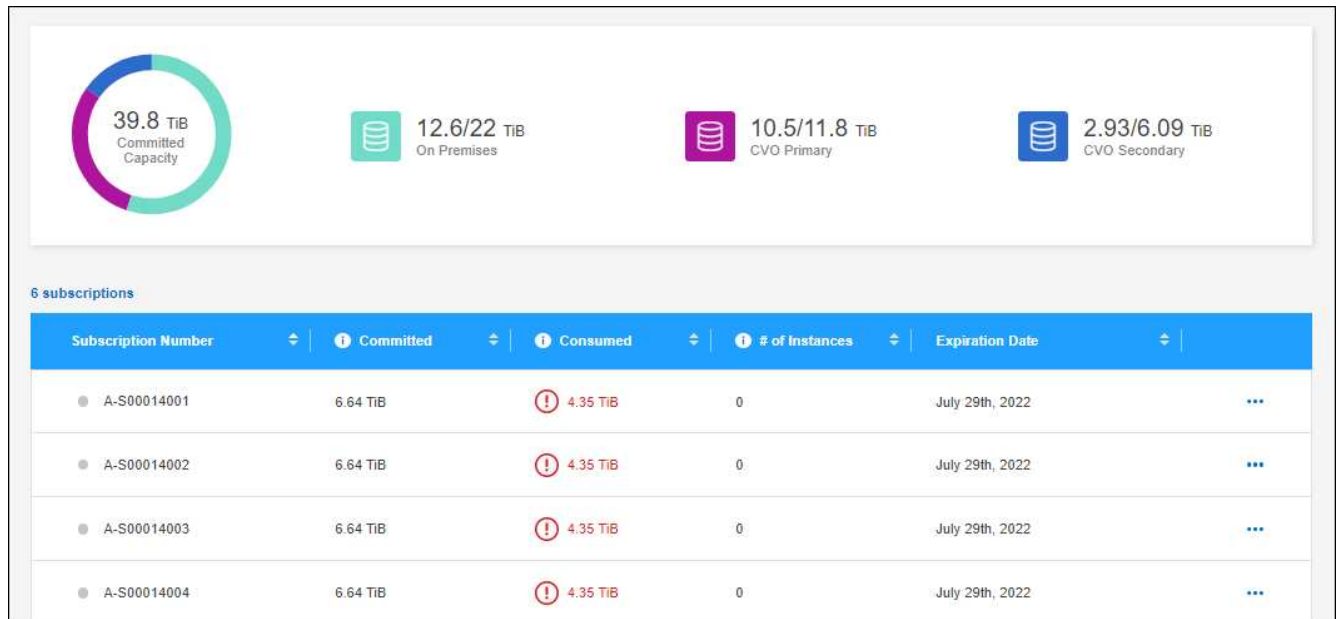 39.8 TiB
Committed
Capacity
12.6/22 TiB
On Premises
10.5/11.8 TiB
CVO Primary
2.93/6.09 TiB
CVO Secondary
6 subscriptions
Subscription Number Committed Consumed # of Instances Expiration Date
A-S00014001 6.64 TiB 4.35 TiB 0 July 29th, 2022
A-S00014002 6.64 TiB 4.35 TiB 0 July 29th, 2022
A-S00014003 6.64 TiB 4.35 TiB 0 July 29th, 2022
A-S00014004 6.64 TiB 4.35 TiB 0 July 29th, 2022